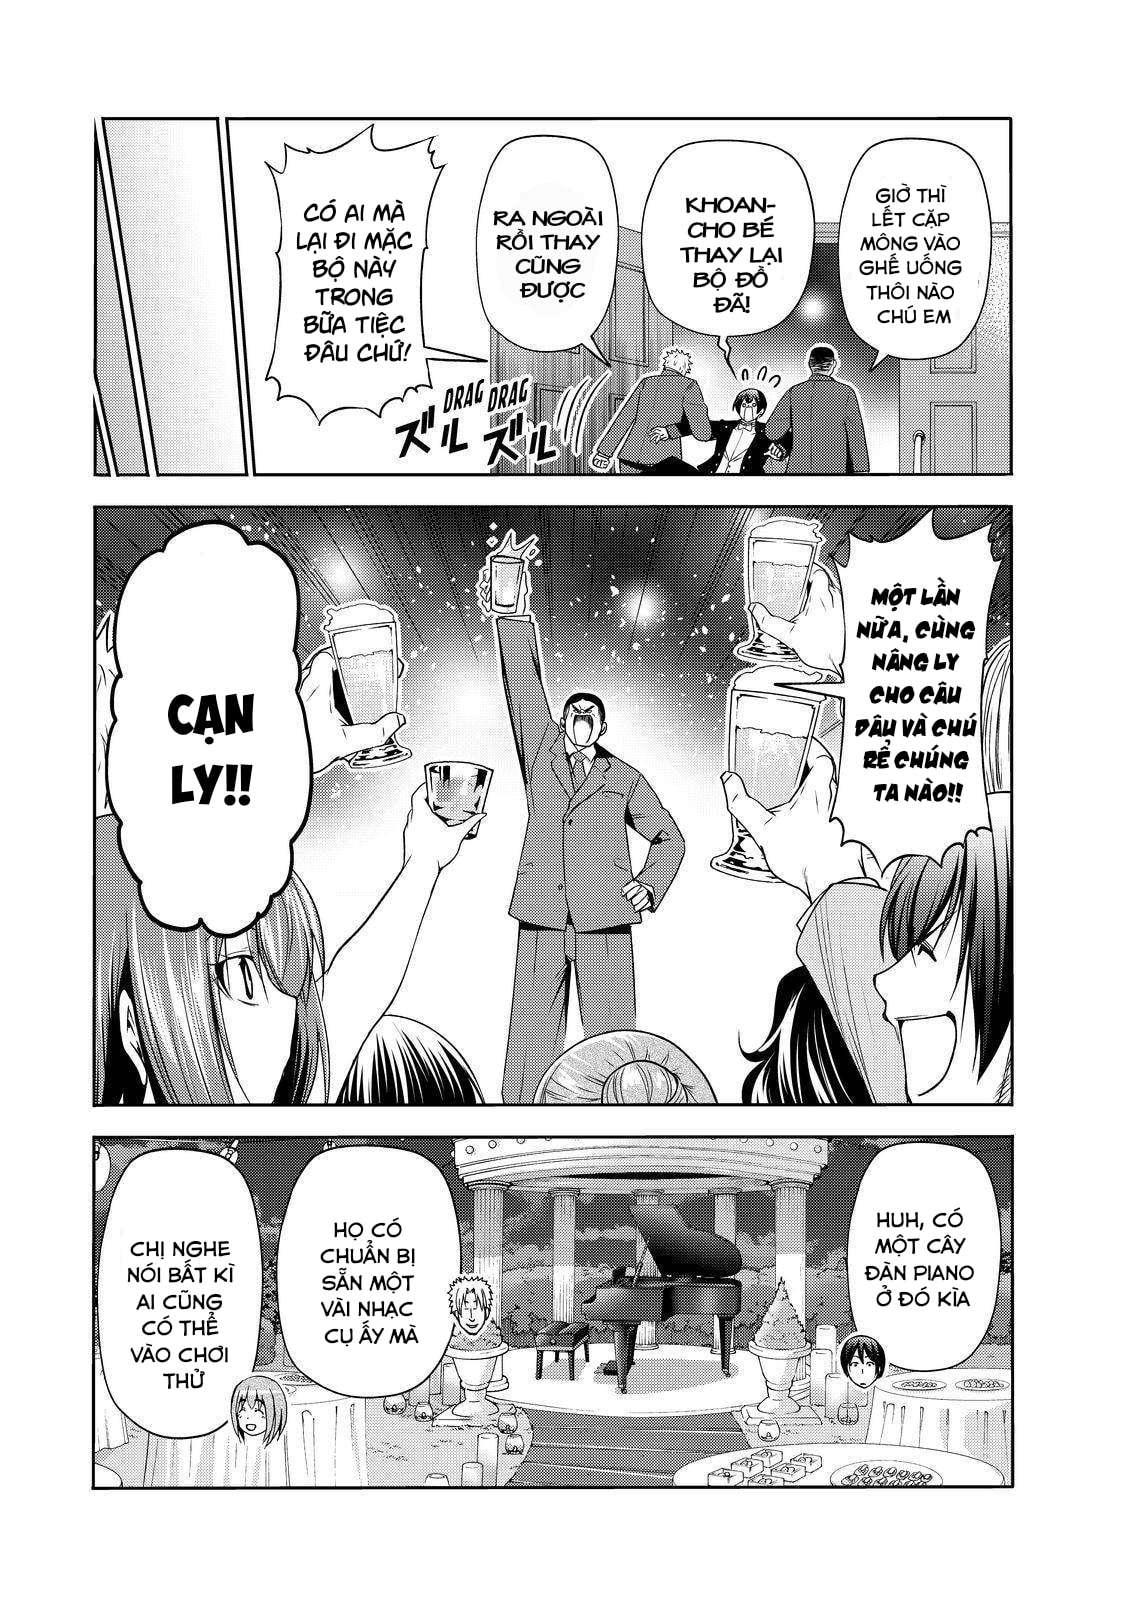 GIỜ THÌ
LẾT CẶP
MÔNG VÀO
GHẾ UỐNG
THÔI NÀO
CHÚ EM
KHOAN-
CHO BÉ
THAY LẠI
BỘ ĐỒ
ĐÃ!
RA NGOÀI
RỒI THAY
CŨNG
ĐƯỢC
CÓ AI MÀ
LẠI ĐI MẶC
BỘ NÀY
TRONG
BỮA TIỆC
ĐÂU CHỨ!
DRAG DRAG
ズル ズル
MỘT LẦN
NỮA, CÙNG
NÂNG LY
CHO CÂU
DÂU VÀ CHÚ
RỂ CHÚNG
TA NÀO!!
CẠN
LY!!
HUH, CÓ
MỘT CÂY
ĐÀN PIANO
Ở ĐÓ KÌA
HỌ CÓ
CHUẨN BỊ
SẴN MỘT
VÀI NHẠC
CỤ ẤY MÀ
CHỊ NGHE
NÓI BẤT KÌ
AI CŨNG
CÓ THỂ
VÀO CHƠI
THỬ